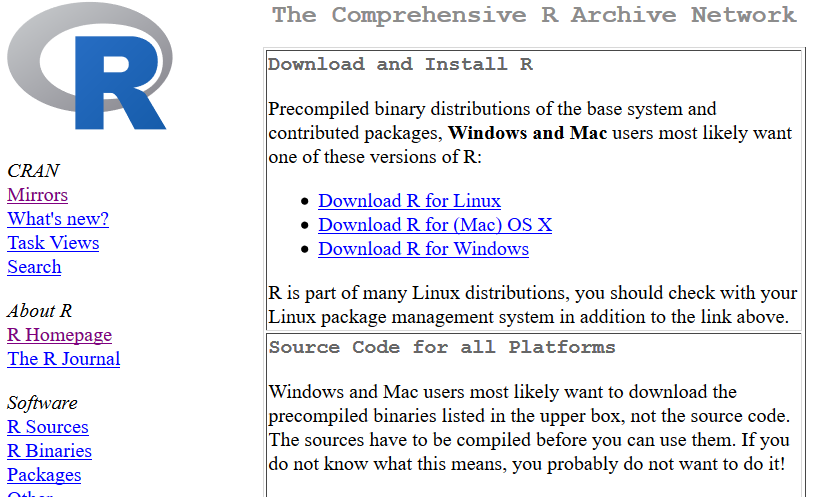 R
CRAN
Mirrors
What's new?
Task Views
Search
About R
R Homepage
The R Journal
Software
R Sources
R Binaries
Packages
Other
The Comprehensive R Archive Network
Download and Install R
Precompiled binary distributions of the base system and
contributed packages, Windows and Mac users most likely want
one of these versions of R:
Download R for Linux
Download R for (Mac) OS X
Download R for Windows
R is part of many Linux distributions, you should check with your
Linux package management system in addition to the link above.
Source Code for all Platforms
Windows and Mac users most likely want to download the
precompiled binaries listed in the upper box, not the source code.
The sources have to be compiled before you can use them. If you
do not know what this means, you probably do not want to do it!